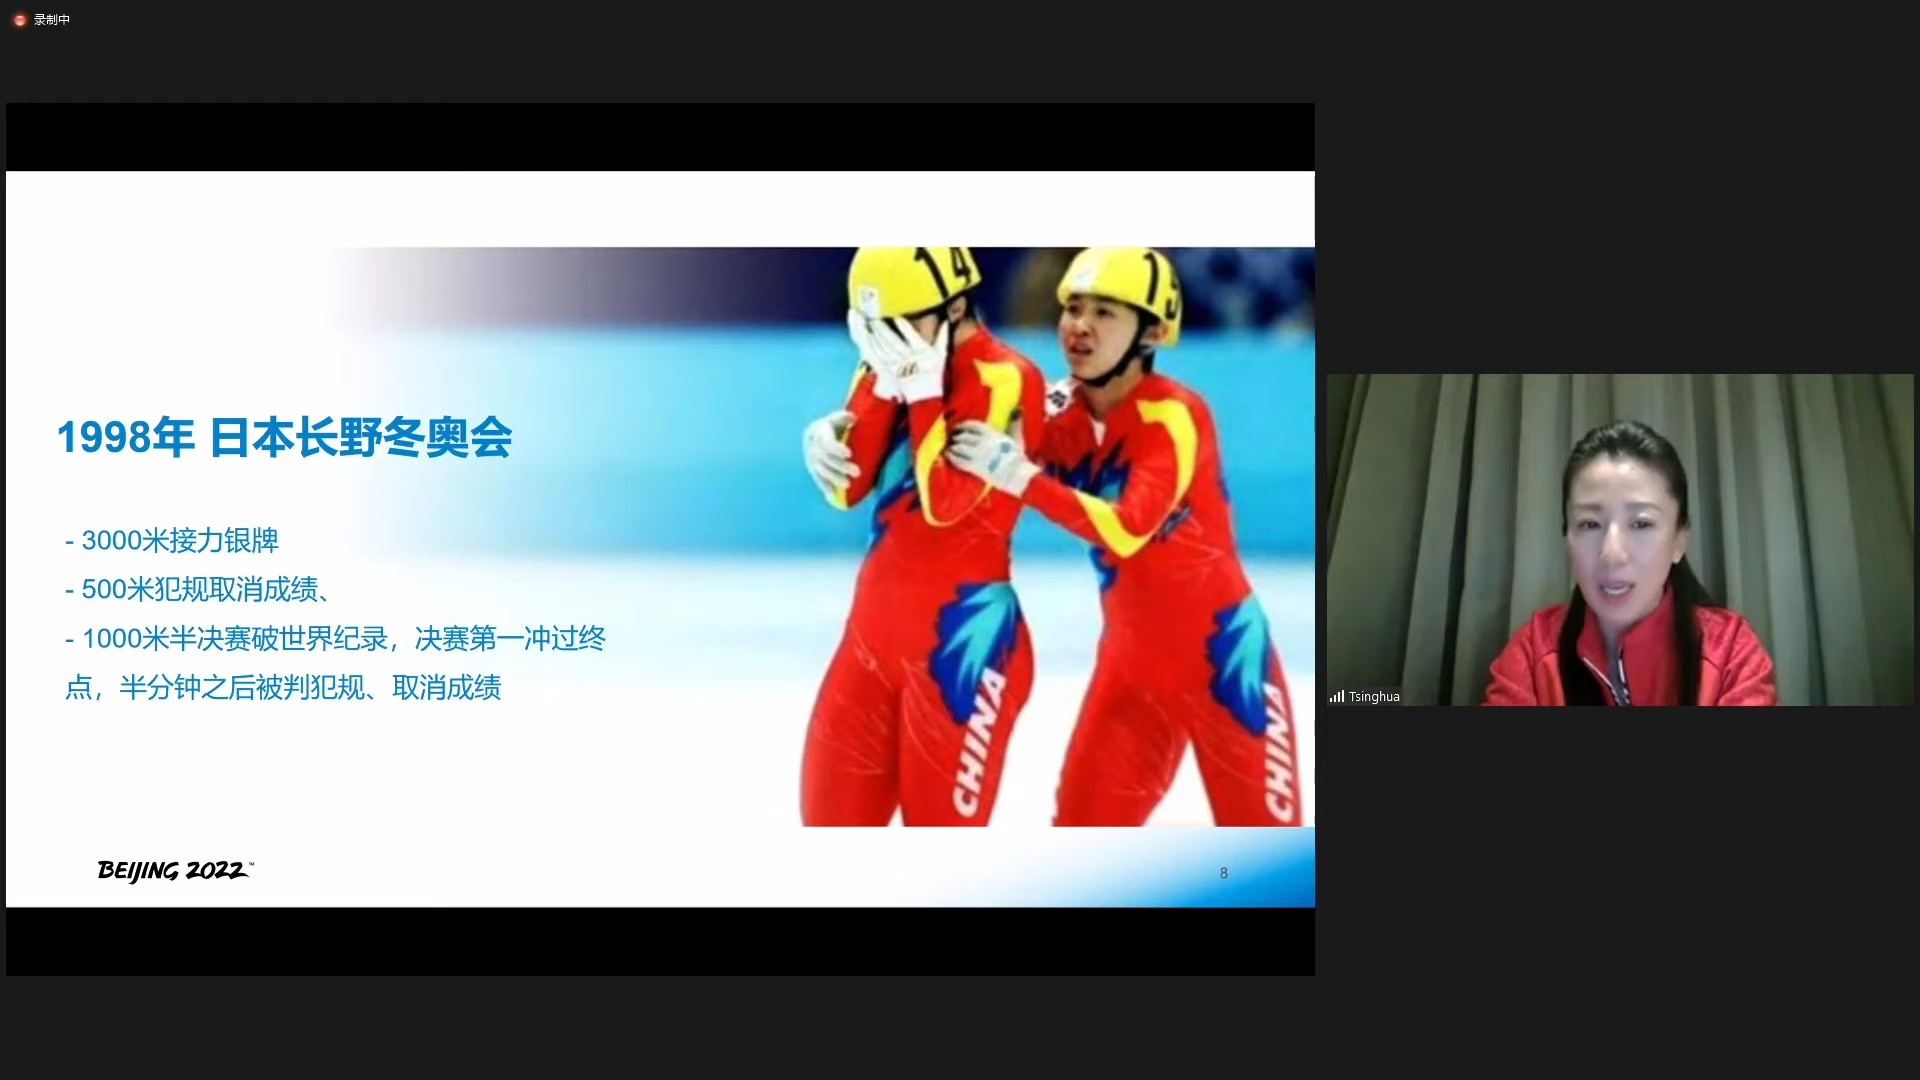 录制中
14
1998年 日本长野冬奥会
- 3000米接力银牌
- 500米犯规取消成绩、
- 1000米半决赛破世界纪录，决赛第一冲过终
点，半分钟之后被判犯规、取消成绩
CHINA
CHINA
BEIJING 2022™
8
Tsinghua